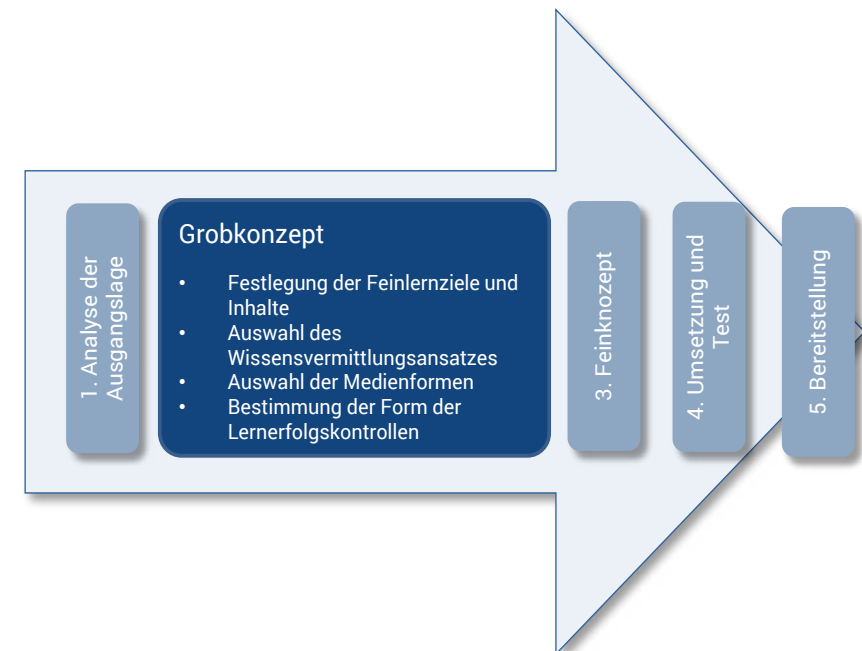 1. Analyse der
Ausgangslage
Grobkonzept
• Festlegung der Feinlernziele und
Inhalte
• Auswahl des
Wissensvermittlungsansatzes
• Auswahl der Medienformen
• Bestimmung der Form der
Lernerfolgskontrollen
3. Feinknozept
4. Umsetzung und
Test
5. Bereitstellung